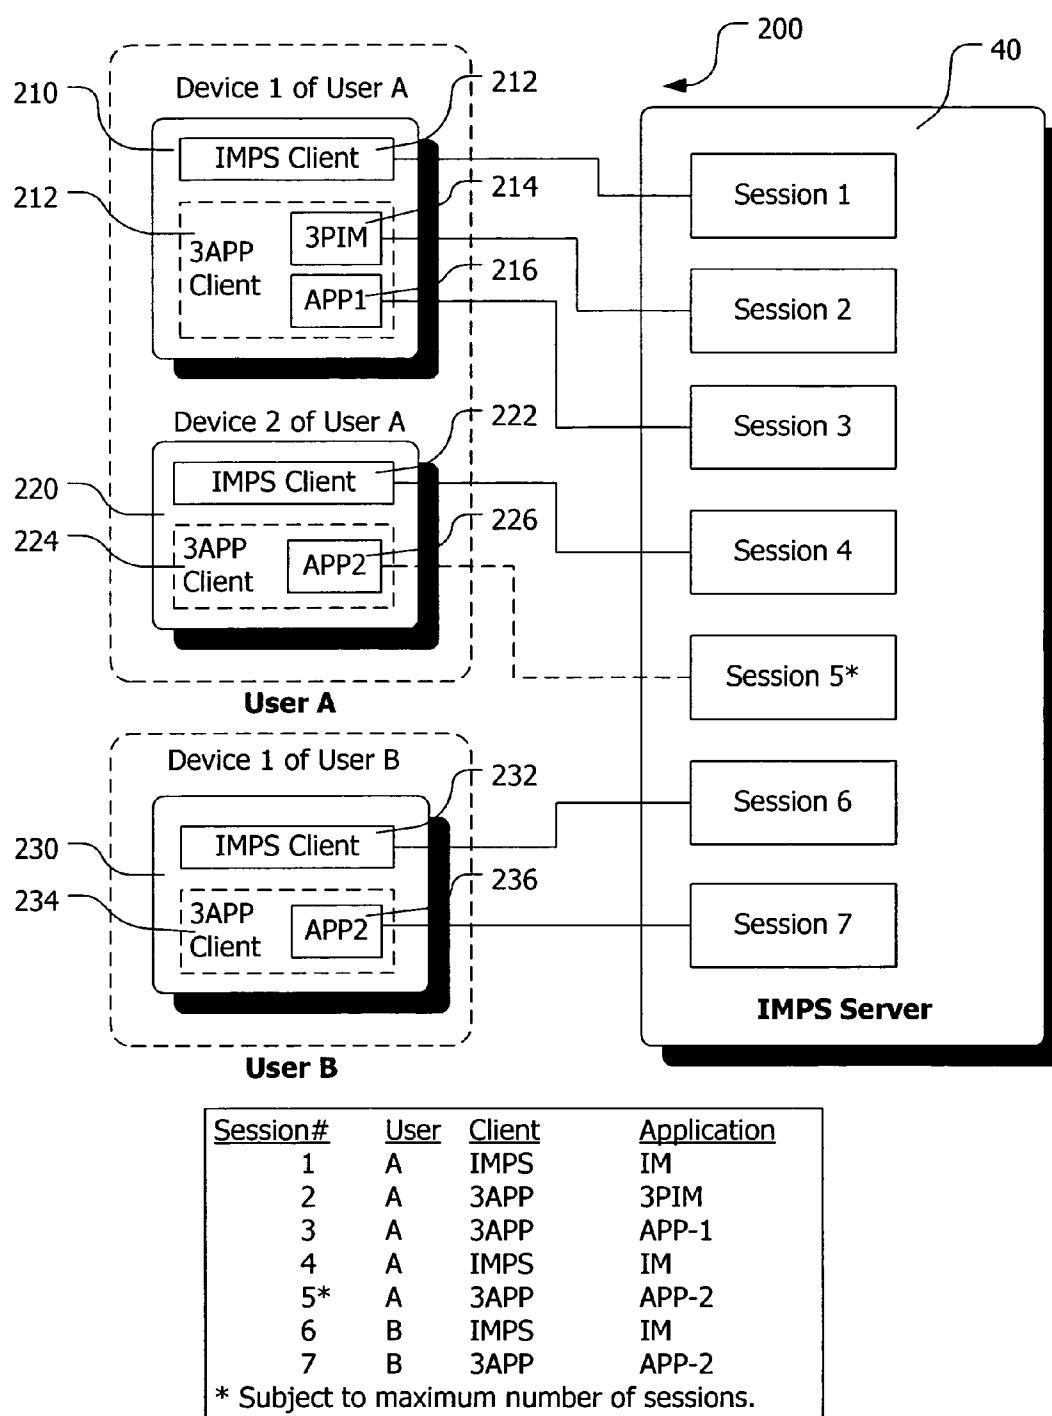 200
40
Device 1 of User A
210
212
IMPS Client
212
214
3APP
Client
3PIM
216
APP1
Device 2 of User A
222
IMPS Client
220
224
226
3APP
Client
APP2
User A
Device 1 of User B
232
IMPS Client
230
234
236
3APP
Client
APP2
User B
Session 1
Session 2
Session 3
Session 4
Session 5*
Session 6
Session 7
IMPS Server
Session# User Client Application
1 A IMPS IM
2 A 3APP 3PIM
3 A 3APP APP-1
4 A IMPS IM
5* A 3APP APP-2
6 B IMPS IM
7 B 3APP APP-2
* Subject to maximum number of sessions.